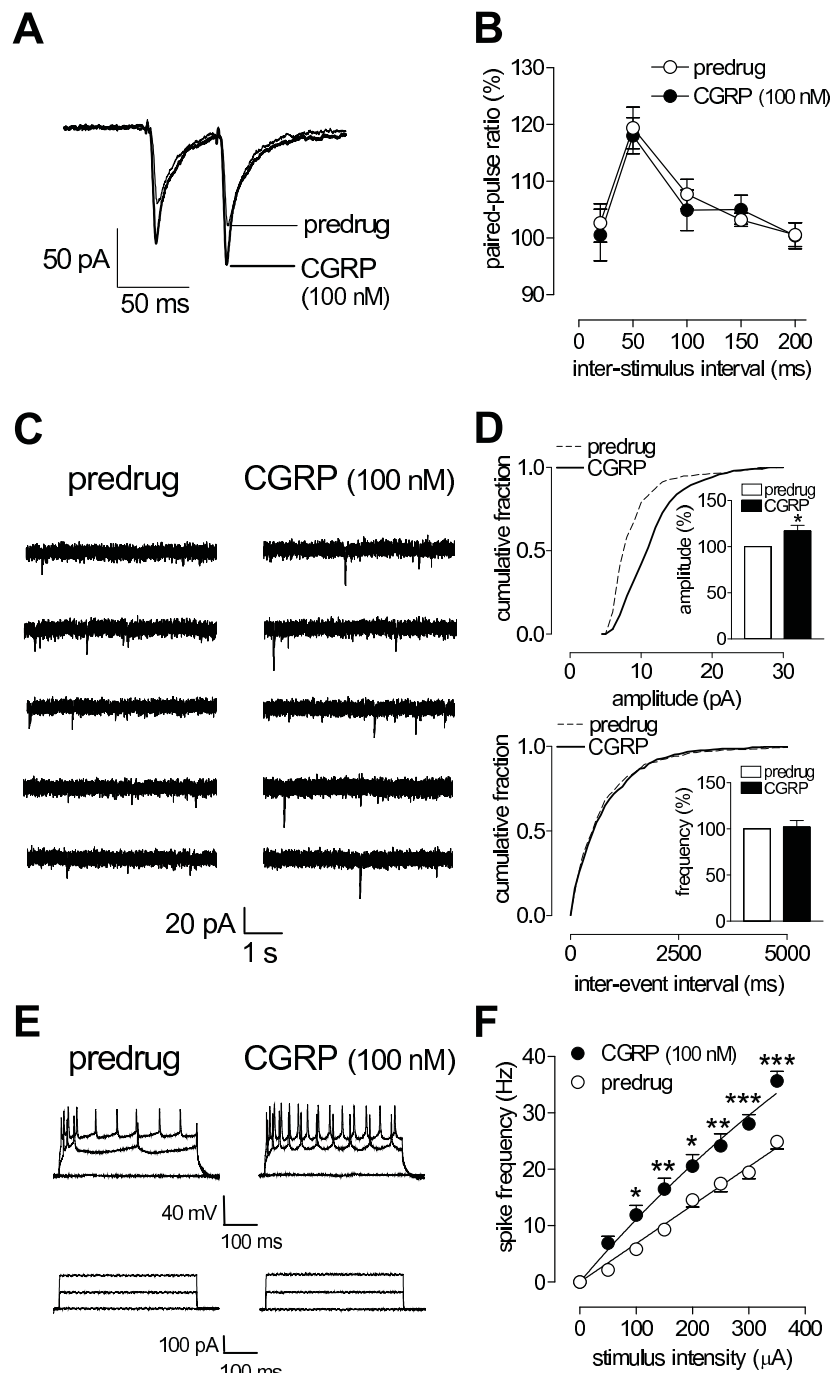 A
predrug
CGRP
(100 nM)
50 pA
50 ms
B
predrug
CGRP (100 nM)
paired-pulse ratio (%)
130
120
110
100
90
0 50 100 150 200
inter-stimulus interval (ms)
C
predrug CGRP (100 nM)
20 pA
1 s
D
predrug
CGRP
cumulative fraction
1.0
0.5
0.0
0 10 20 30
amplitude (pA)
predrug
CGRP
*
amplitude (%)
150
100
50
0
predrug
CGRP
cumulative fraction
1.0
0.5
0.0
0 2500 5000
inter-event interval (ms)
predrug
CGRP
frequency (%)
150
100
50
0
E
predrug CGRP (100 nM)
40 mV
100 ms
100 pA
100 ms
F
CGRP (100 nM)
predrug
spike frequency (Hz)
40
30
20
10
0
* ** * ** *** ***
0 100 200 300 400
stimulus intensity (µA)